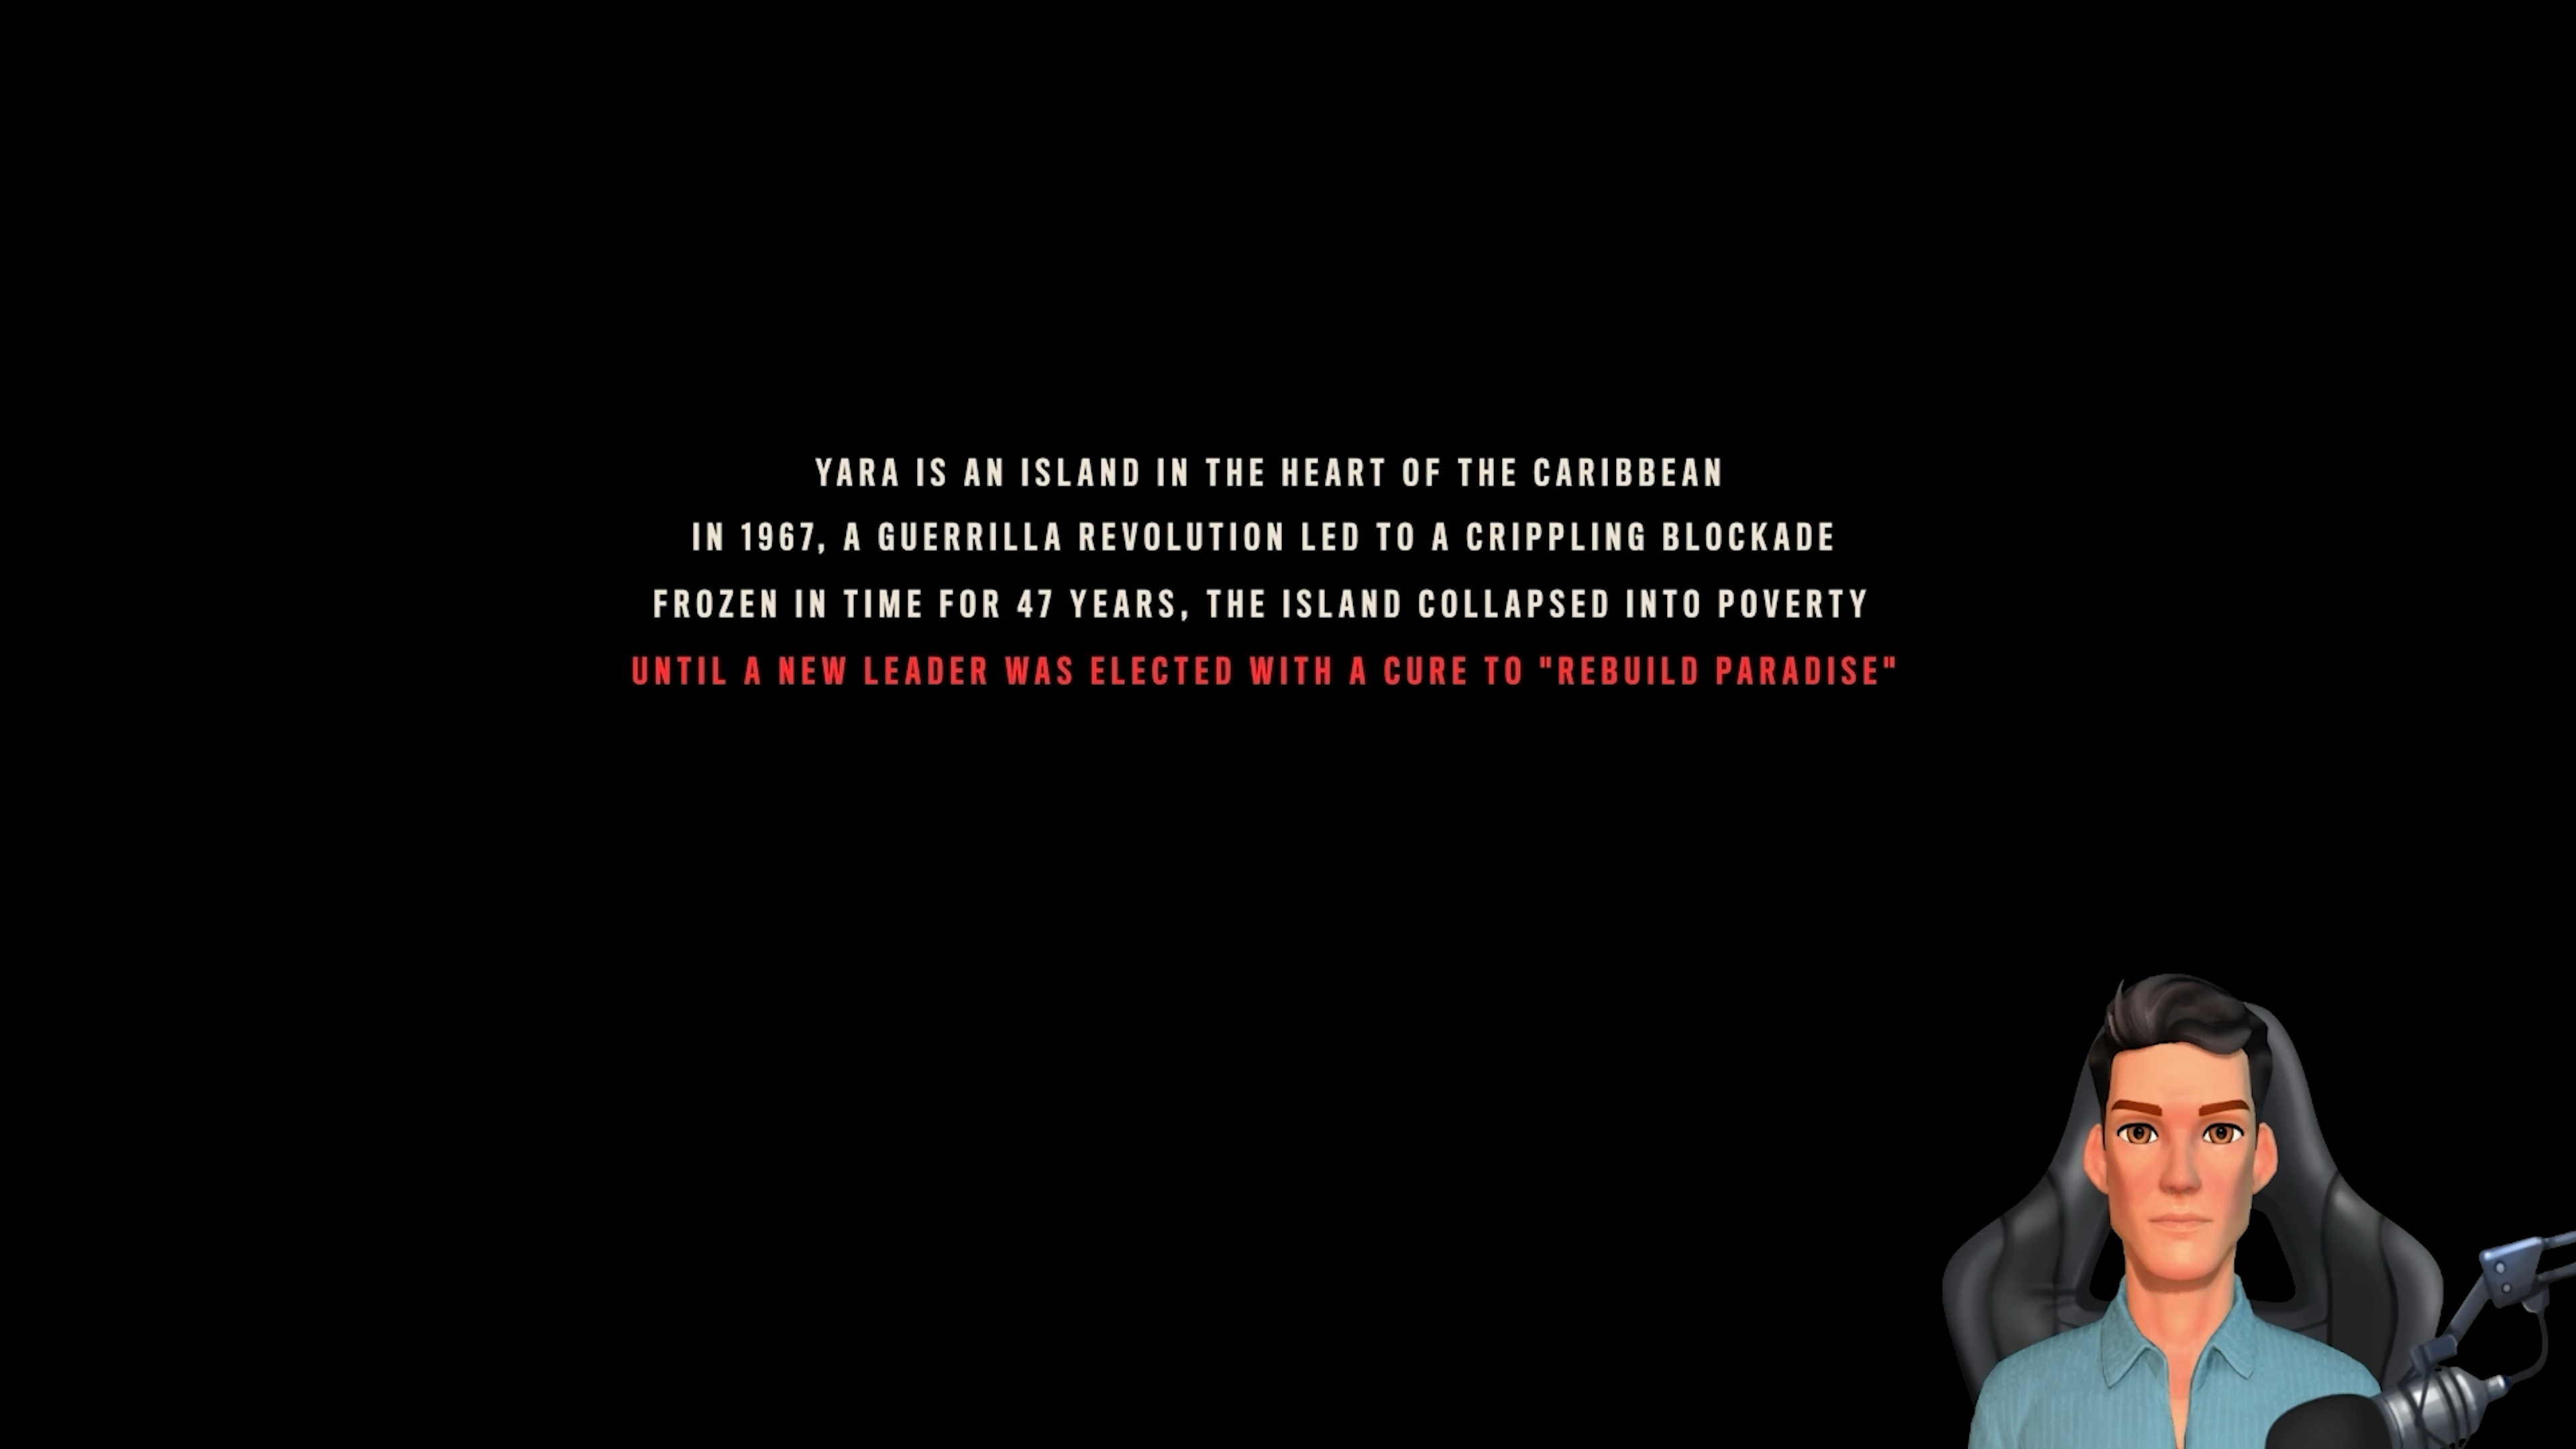 YARA IS AN ISLAND IN THE HEART OF THE CARIBBEAN
IN 1967, A GUERRILLA REVOLUTION LED TO A CRIPPLING BLOCKADE
FROZEN IN TIME FOR 47 YEARS, THE ISLAND COLLAPSED INTO POVERTY
UNTIL A NEW LEADER WAS ELECTED WITH A CURE TO "REBUILD PARADISE"